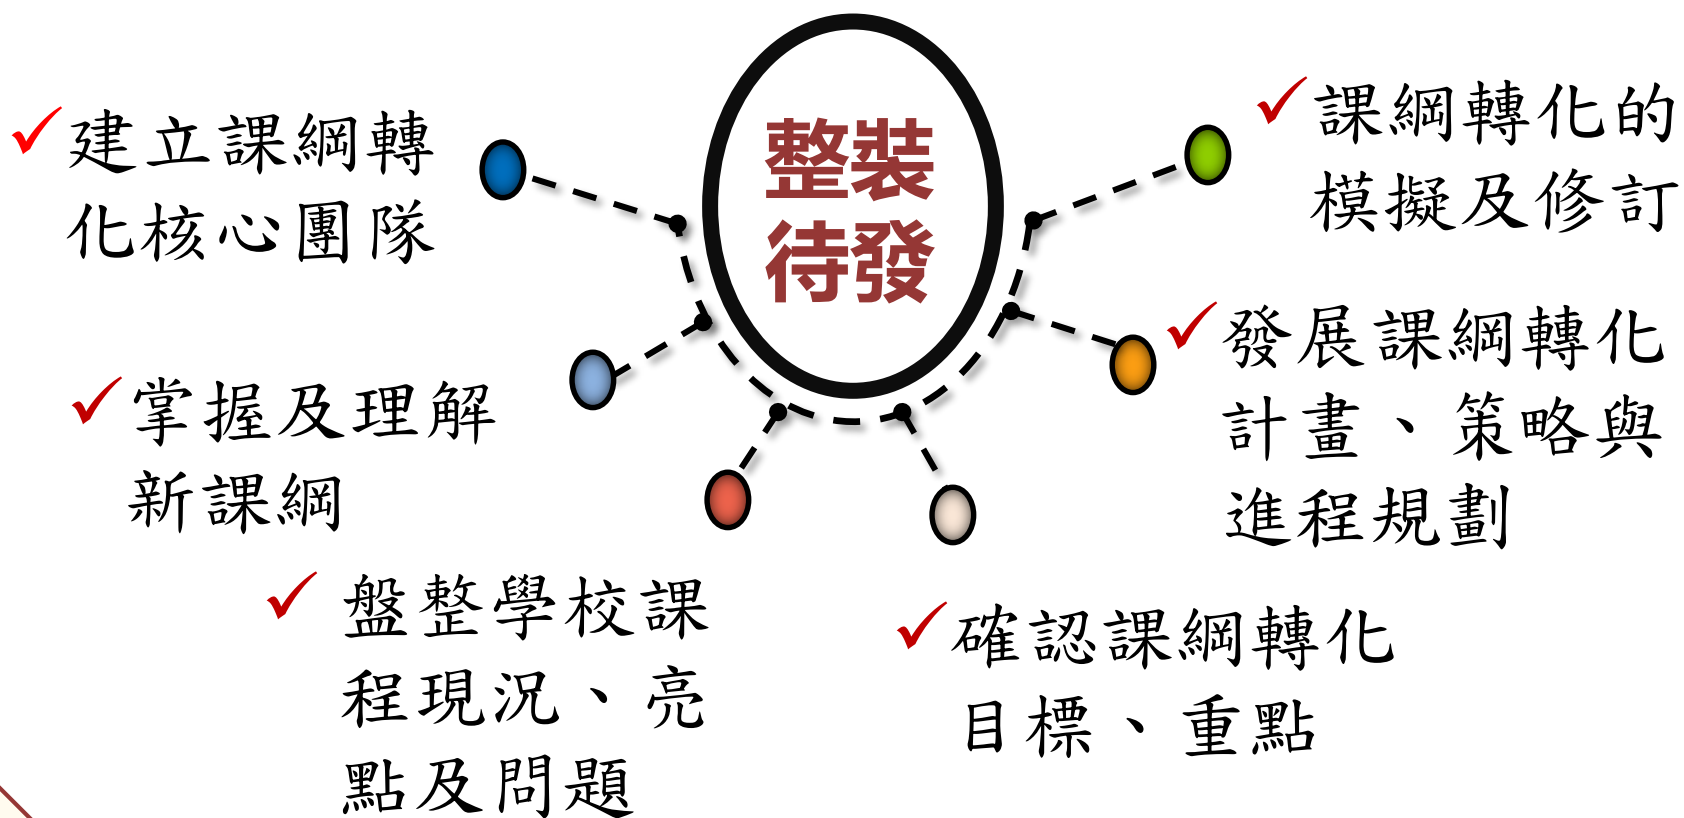 整裝
待發
✓建立課綱轉
化核心團隊
✓掌握及理解
新課綱
✓盤整學校課
程現況、亮
點及問題
✓確認課綱轉化
目標、重點
✓發展課綱轉化
計畫、策略與
進程規劃
✓課綱轉化的
模擬及修訂